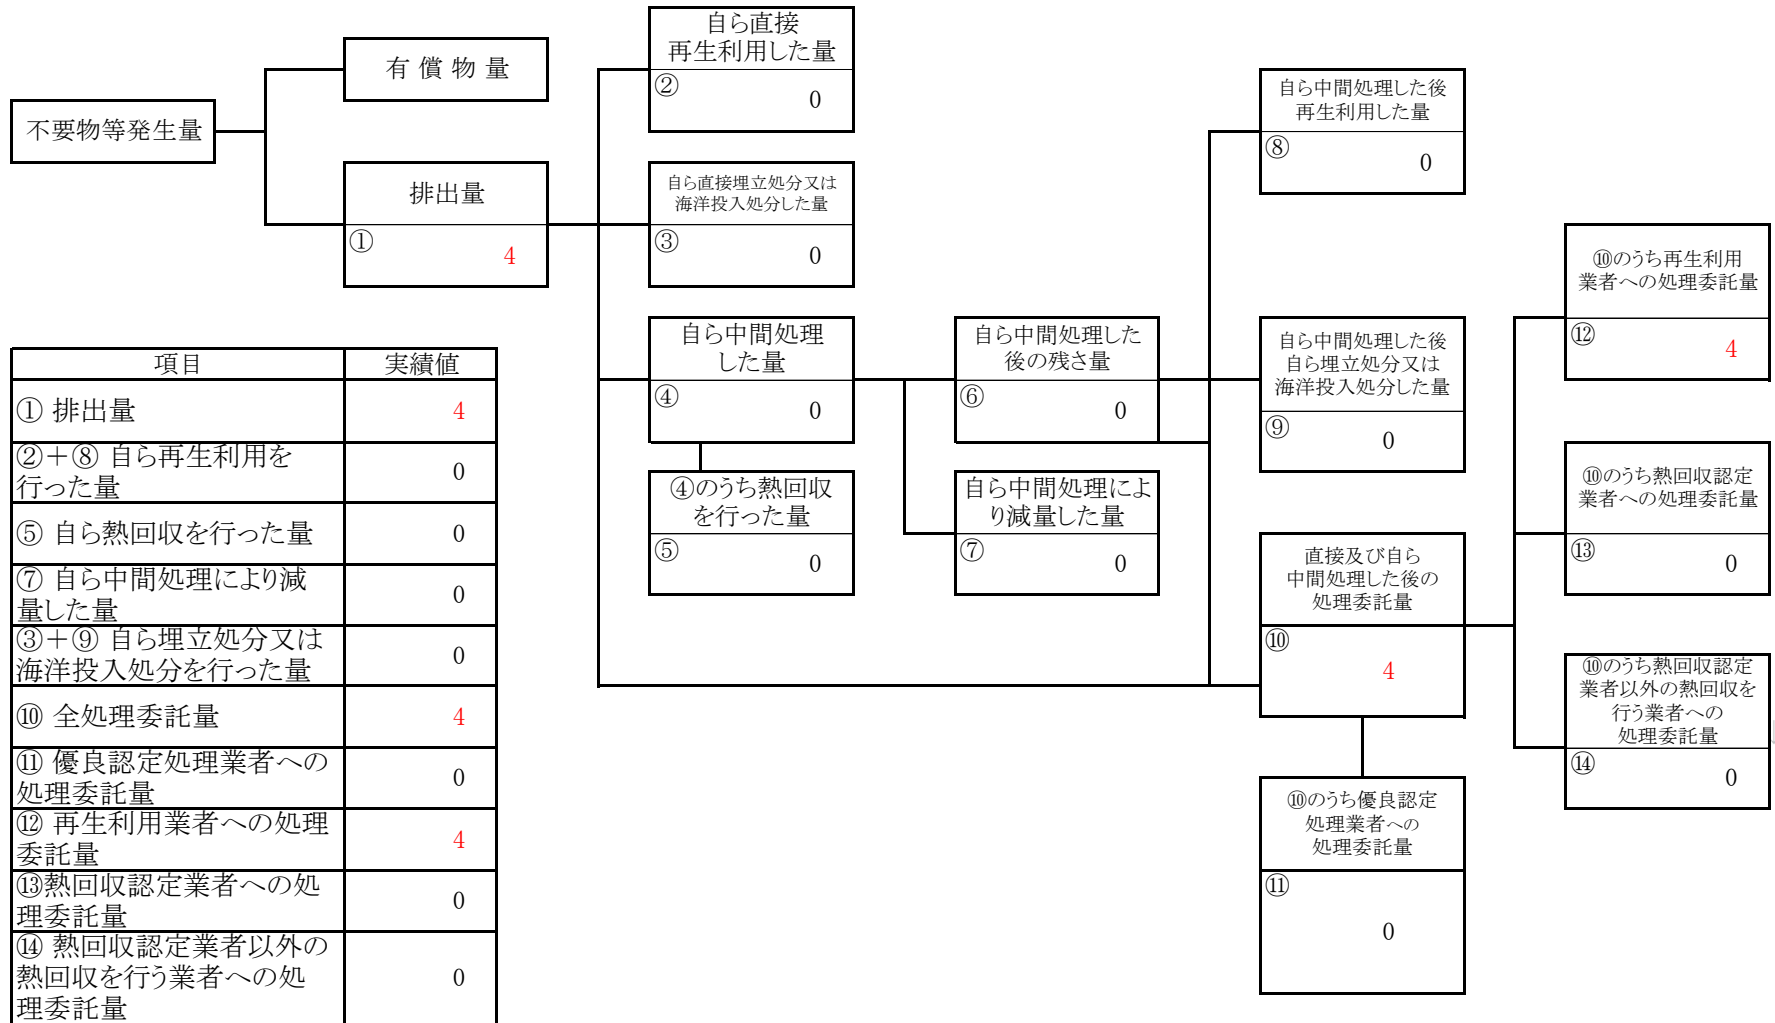 不要物等発生量
有 償 物 量
排出量
①
4
自ら直接
再生利用した量
②
0
自ら直接埋立処分又は
海洋投入処分した量
③
0
自ら中間処理
した量
④
0
④のうち熱回収
を行った量
⑤
0
自ら中間処理した
後の残さ量
⑥
0
自ら中間処理によ
り減量した量
⑦
0
自ら中間処理した後
再生利用した量
⑧
0
自ら中間処理した後
自ら埋立処分又は
海洋投入処分した量
⑨
0
直接及び自ら
中間処理した後の
処理委託量
⑩
4
⑩のうち優良認定
処理業者への
処理委託量
⑪
0
⑩のうち再生利用
業者への処理委託量
⑫
4
⑩のうち熱回収認定
業者への処理委託量
⑬
0
⑩のうち熱回収認定
業者以外の熱回収を
行う業者への
処理委託量
⑭
0
項目 実績値
① 排出量 4
②＋⑧ 自ら再生利用を
行った量 0
⑤ 自ら熱回収を行った量 0
⑦ 自ら中間処理により減
量した量 0
③＋⑨ 自ら埋立処分又は
海洋投入処分を行った量 0
⑩ 全処理委託量 4
⑪ 優良認定処理業者への
処理委託量 0
⑫ 再生利用業者への処理
委託量 4
⑬熱回収認定業者への処
理委託量 0
⑭ 熱回収認定業者以外の
熱回収を行う業者への処
理委託量 0